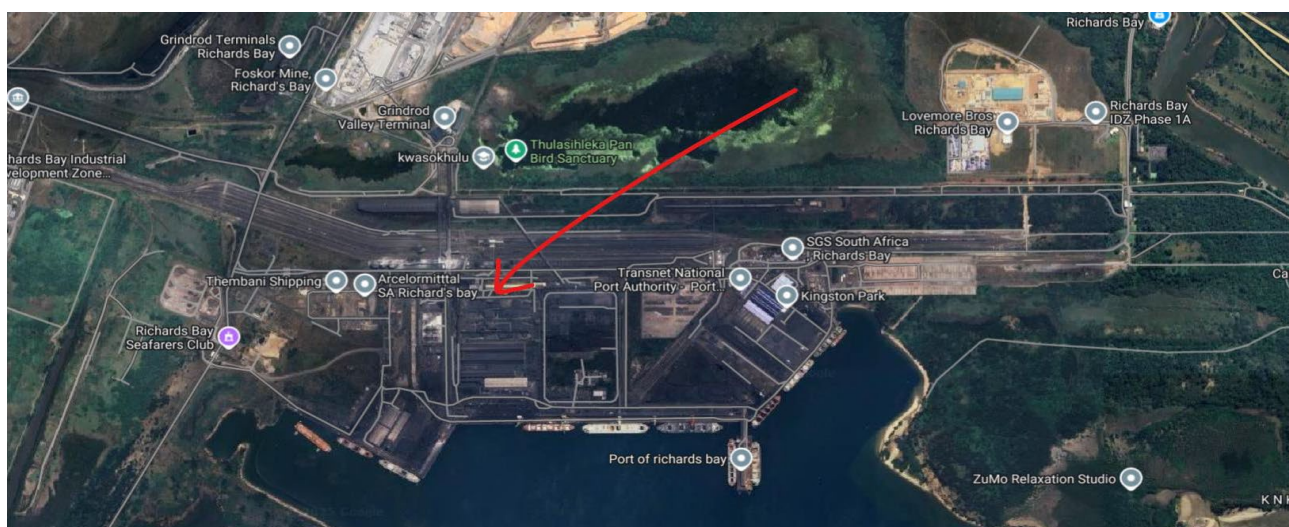 Richards Bay
Grindrod Terminals
Richards Bay
Foskor Mine,
Richard's Bay
Grindrod
Valley Terminal
Lovemore Bros
Richards Bay
Richards Bay
IDZ Phase 1A
kwasokhulu
Thulasihleka Pan
Bird Sanctuary
hards Bay Industrial
velopment Zone...
SGS South Africa
Richards Bay
Thembani Shipping
Arcelormitttal
SA Richard's bay
Transnet National
Port Authority - Port...
Kingston Park
Richards Bay
Seafarers Club
Port of richards bay
ZuMo Relaxation Studio
Ca
K N